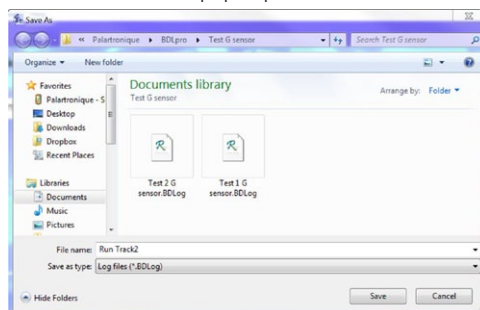 Save As
« Palartronique ▸ BDLpro ▸ Test G sensor
Search Test G sensor
Organize
New folder
Favorites
Palartronique - S
Desktop
Downloads
Dropbox
Recent Places
Libraries
Documents
Music
Pictures
Documents library
Test G sensor
Arrange by: Folder
Test 2 G
sensor.BDLog
Test 1 G
sensor.BDLog
File name: Run Track2
Save as type: Log files (*.BDLog)
Hide Folders
Save
Cancel